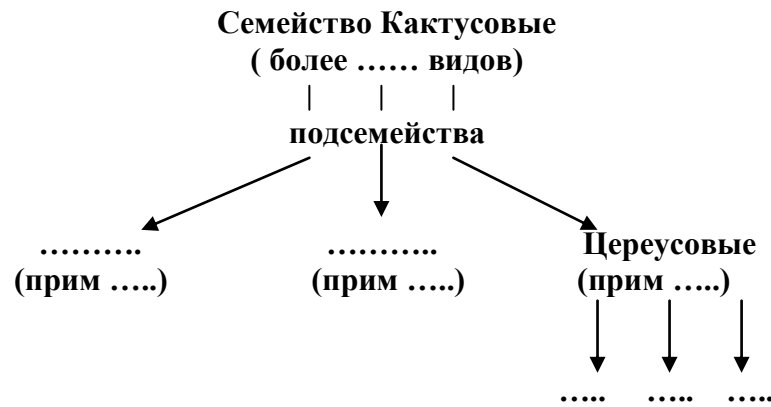 Семейство Кактусовые
( более …… видов)
подсемейства
………. ……….. Цереусовые
(прим …..) (прим …..) (прим …..)
….. ….. …..